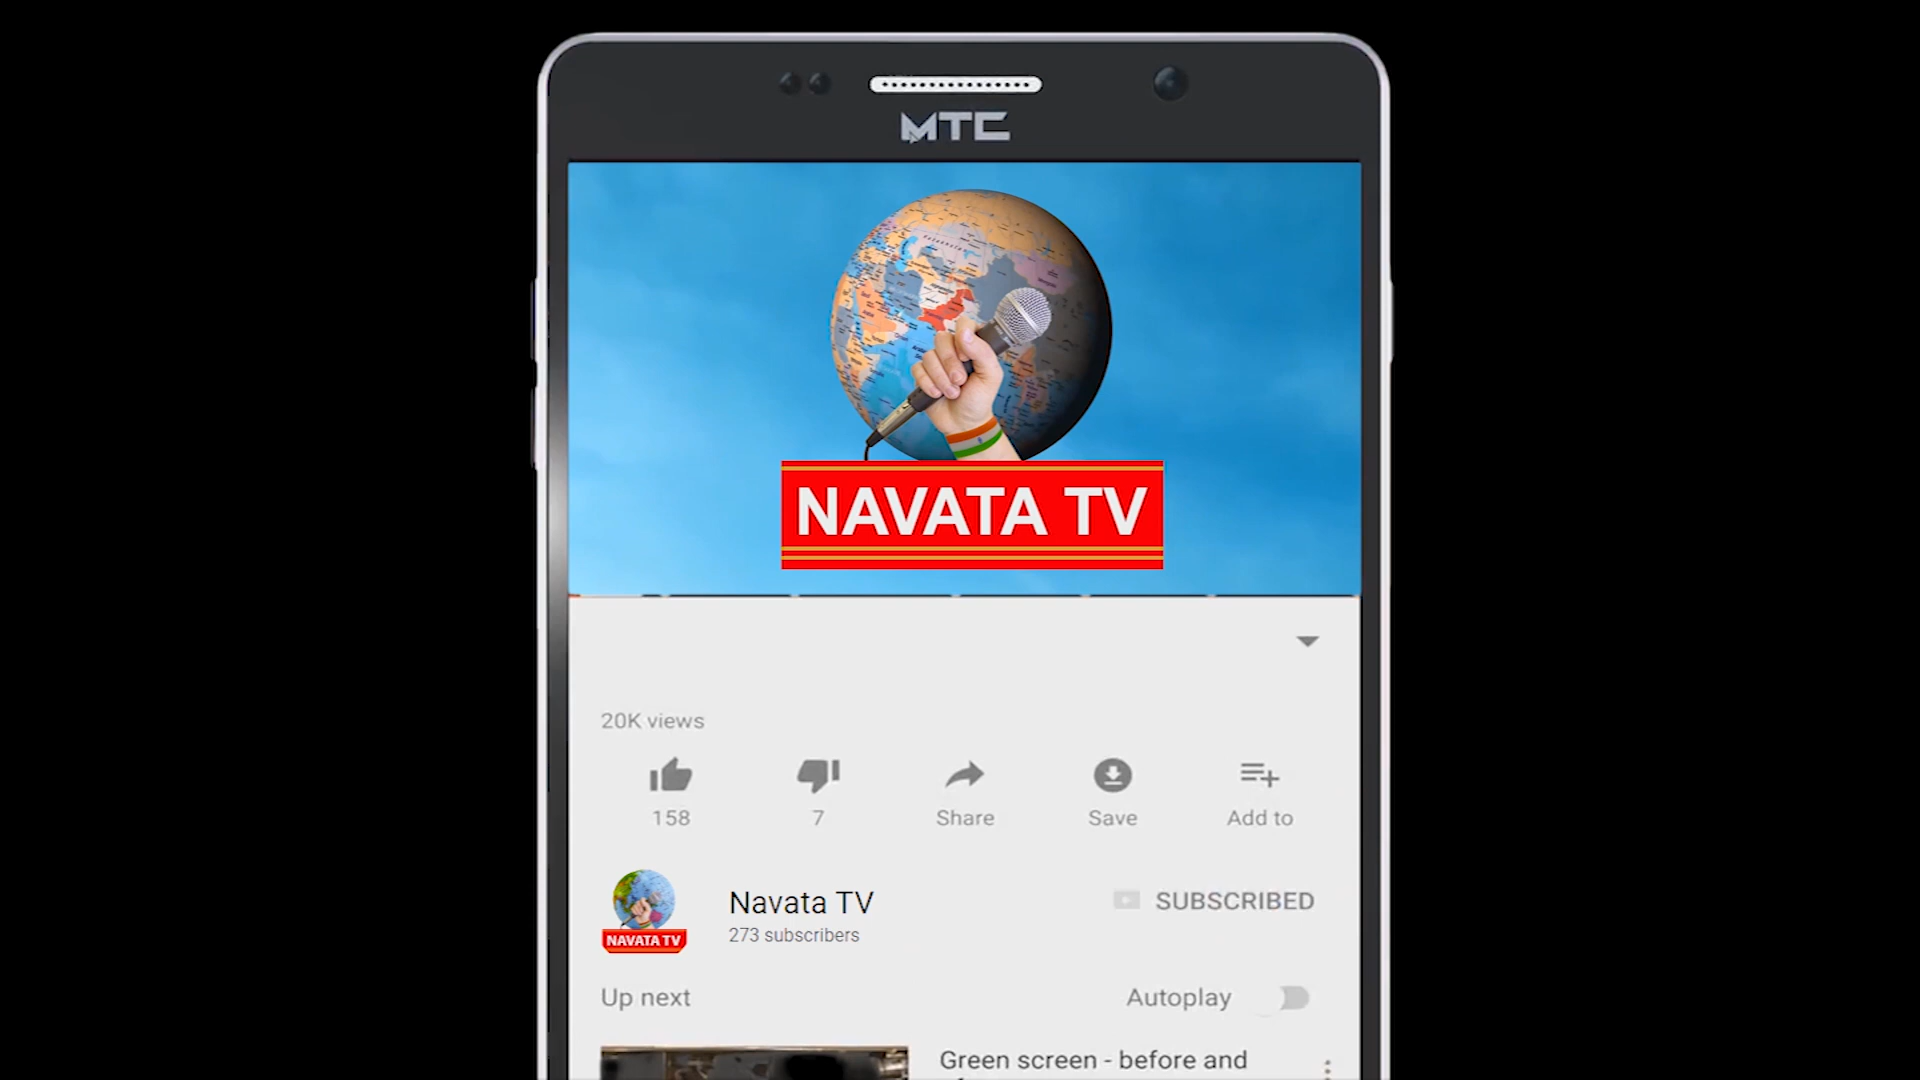 MTC
NAVATA TV
20K views
158
7
Share
Save
Add to
NAVATA TV
Navata TV
273 subscribers
SUBSCRIBED
Up next
Autoplay
Green screen - before and